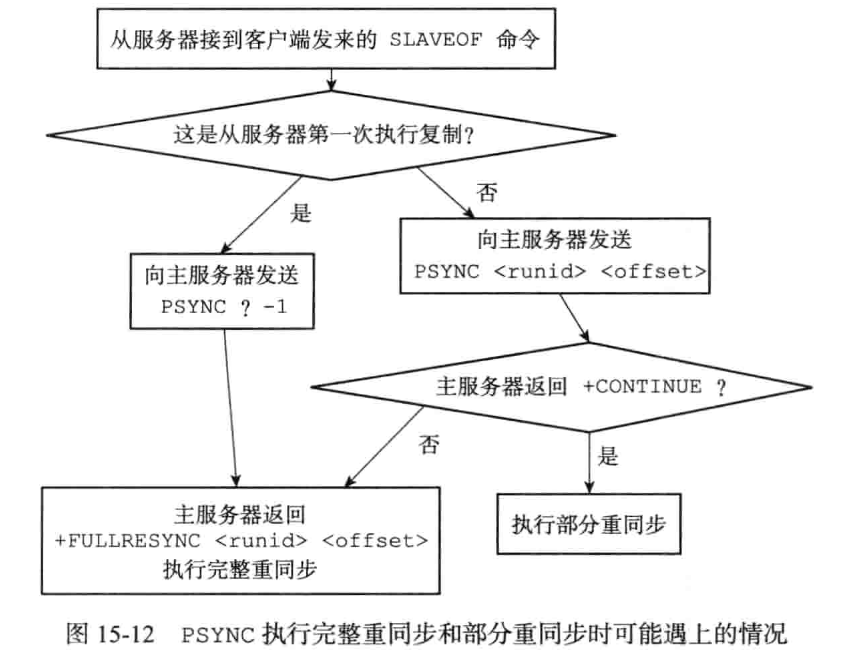 从服务器接到客户端发来的 SLAVEOF 命令
这是从服务器第一次执行复制?
是
否
向主服务器发送
PSYNC ? -1
向主服务器发送
PSYNC <runid> <offset>
主服务器返回 +CONTINUE ?
否
是
主服务器返回
+FULLRESYNC <runid> <offset>
执行完整重同步
执行部分重同步
图 15-12 PSYNC 执行完整重同步和部分重同步时可能遇上的情况